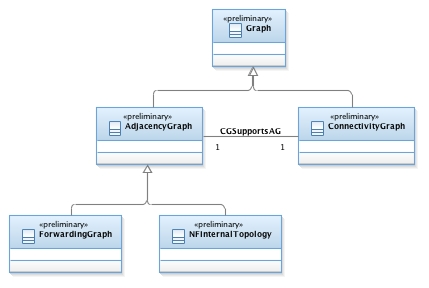 «preliminary»
Graph
«preliminary»
AdjacencyGraph
CGSupportsAG
1
1
«preliminary»
ConnectivityGraph
«preliminary»
ForwardingGraph
«preliminary»
NFInternalTopology